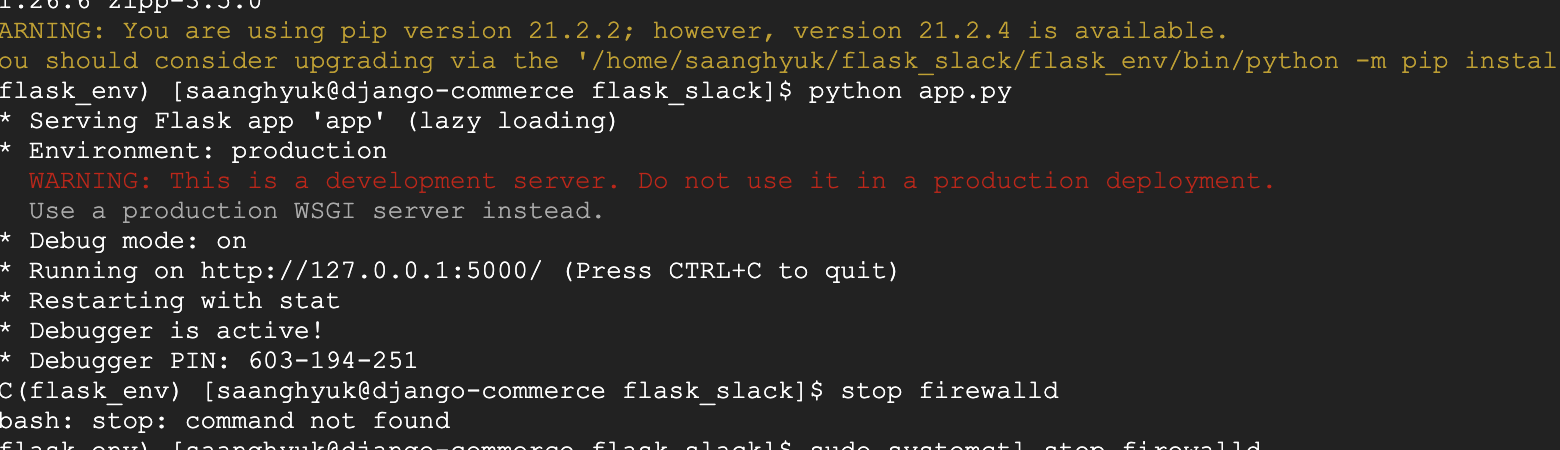 1.26.6 zipp-3.5.0
ARNING: You are using pip version 21.2.2; however, version 21.2.4 is available.
ou should consider upgrading via the '/home/saanghyuk/flask_slack/flask_env/bin/python -m pip instal
flask_env) [saanghyuk@django-commerce flask_slack]$ python app.py
* Serving Flask app 'app' (lazy loading)
* Environment: production
WARNING: This is a development server. Do not use it in a production deployment.
Use a production WSGI server instead.
* Debug mode: on
* Running on http://127.0.0.1:5000/ (Press CTRL+C to quit)
* Restarting with stat
* Debugger is active!
* Debugger PIN: 603-194-251
C(flask_env) [saanghyuk@django-commerce flask_slack]$ stop firewalld
bash: stop: command not found
flask_env) [saanghyuk@django-commerce flask_slack]$ sudo systemctl stop firewalld